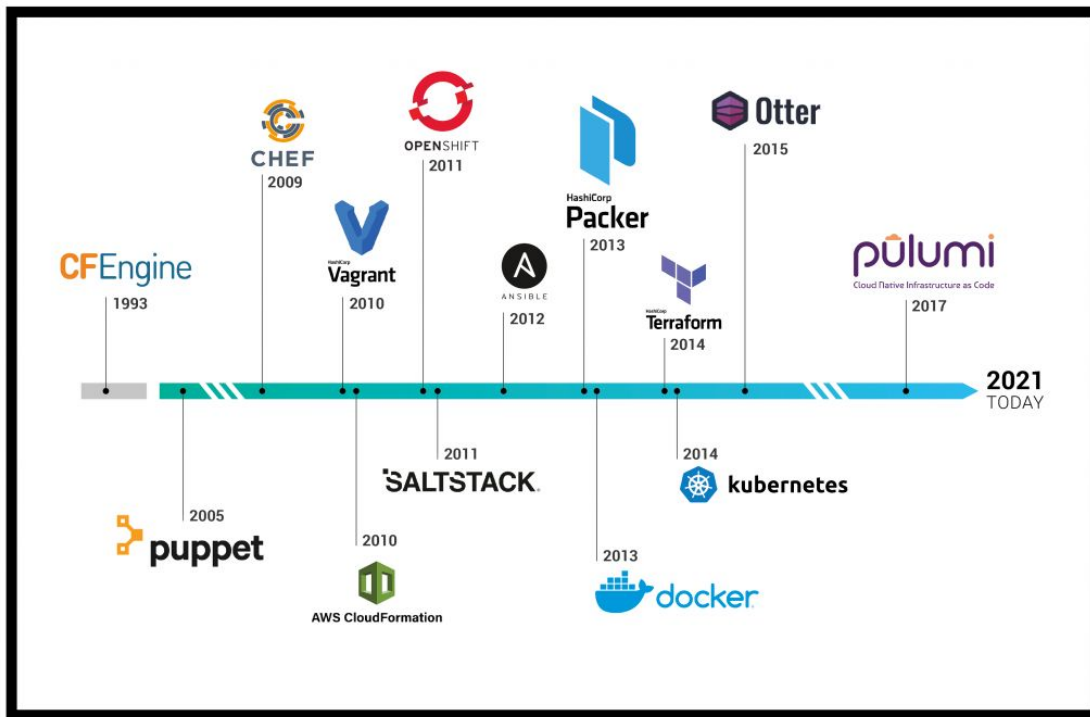 CFEngine
1993
puppet
2005
CHEF
2009
HashiCorp
Vagrant
2010
2010
AWS CloudFormation
OPENSHIFT
2011
2011
SALTSTACK
ANSIBLE
2012
HashiCorp
Packer
2013
2013
docker
HashiCorp
Terraform
2014
2014
kubernetes
Otter
2015
pulumi
Cloud Native Infrastructure as Code
2017
2021
TODAY